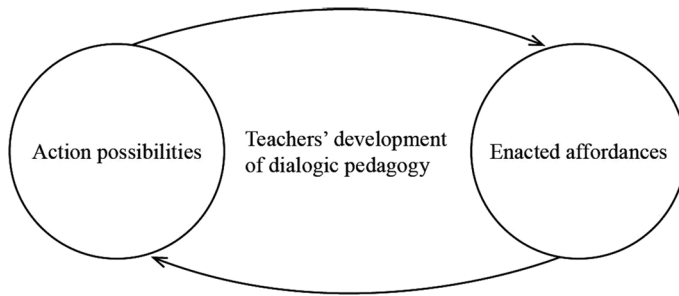 Action possibilities
Teachers’ development
of dialogic pedagogy
Enacted affordances